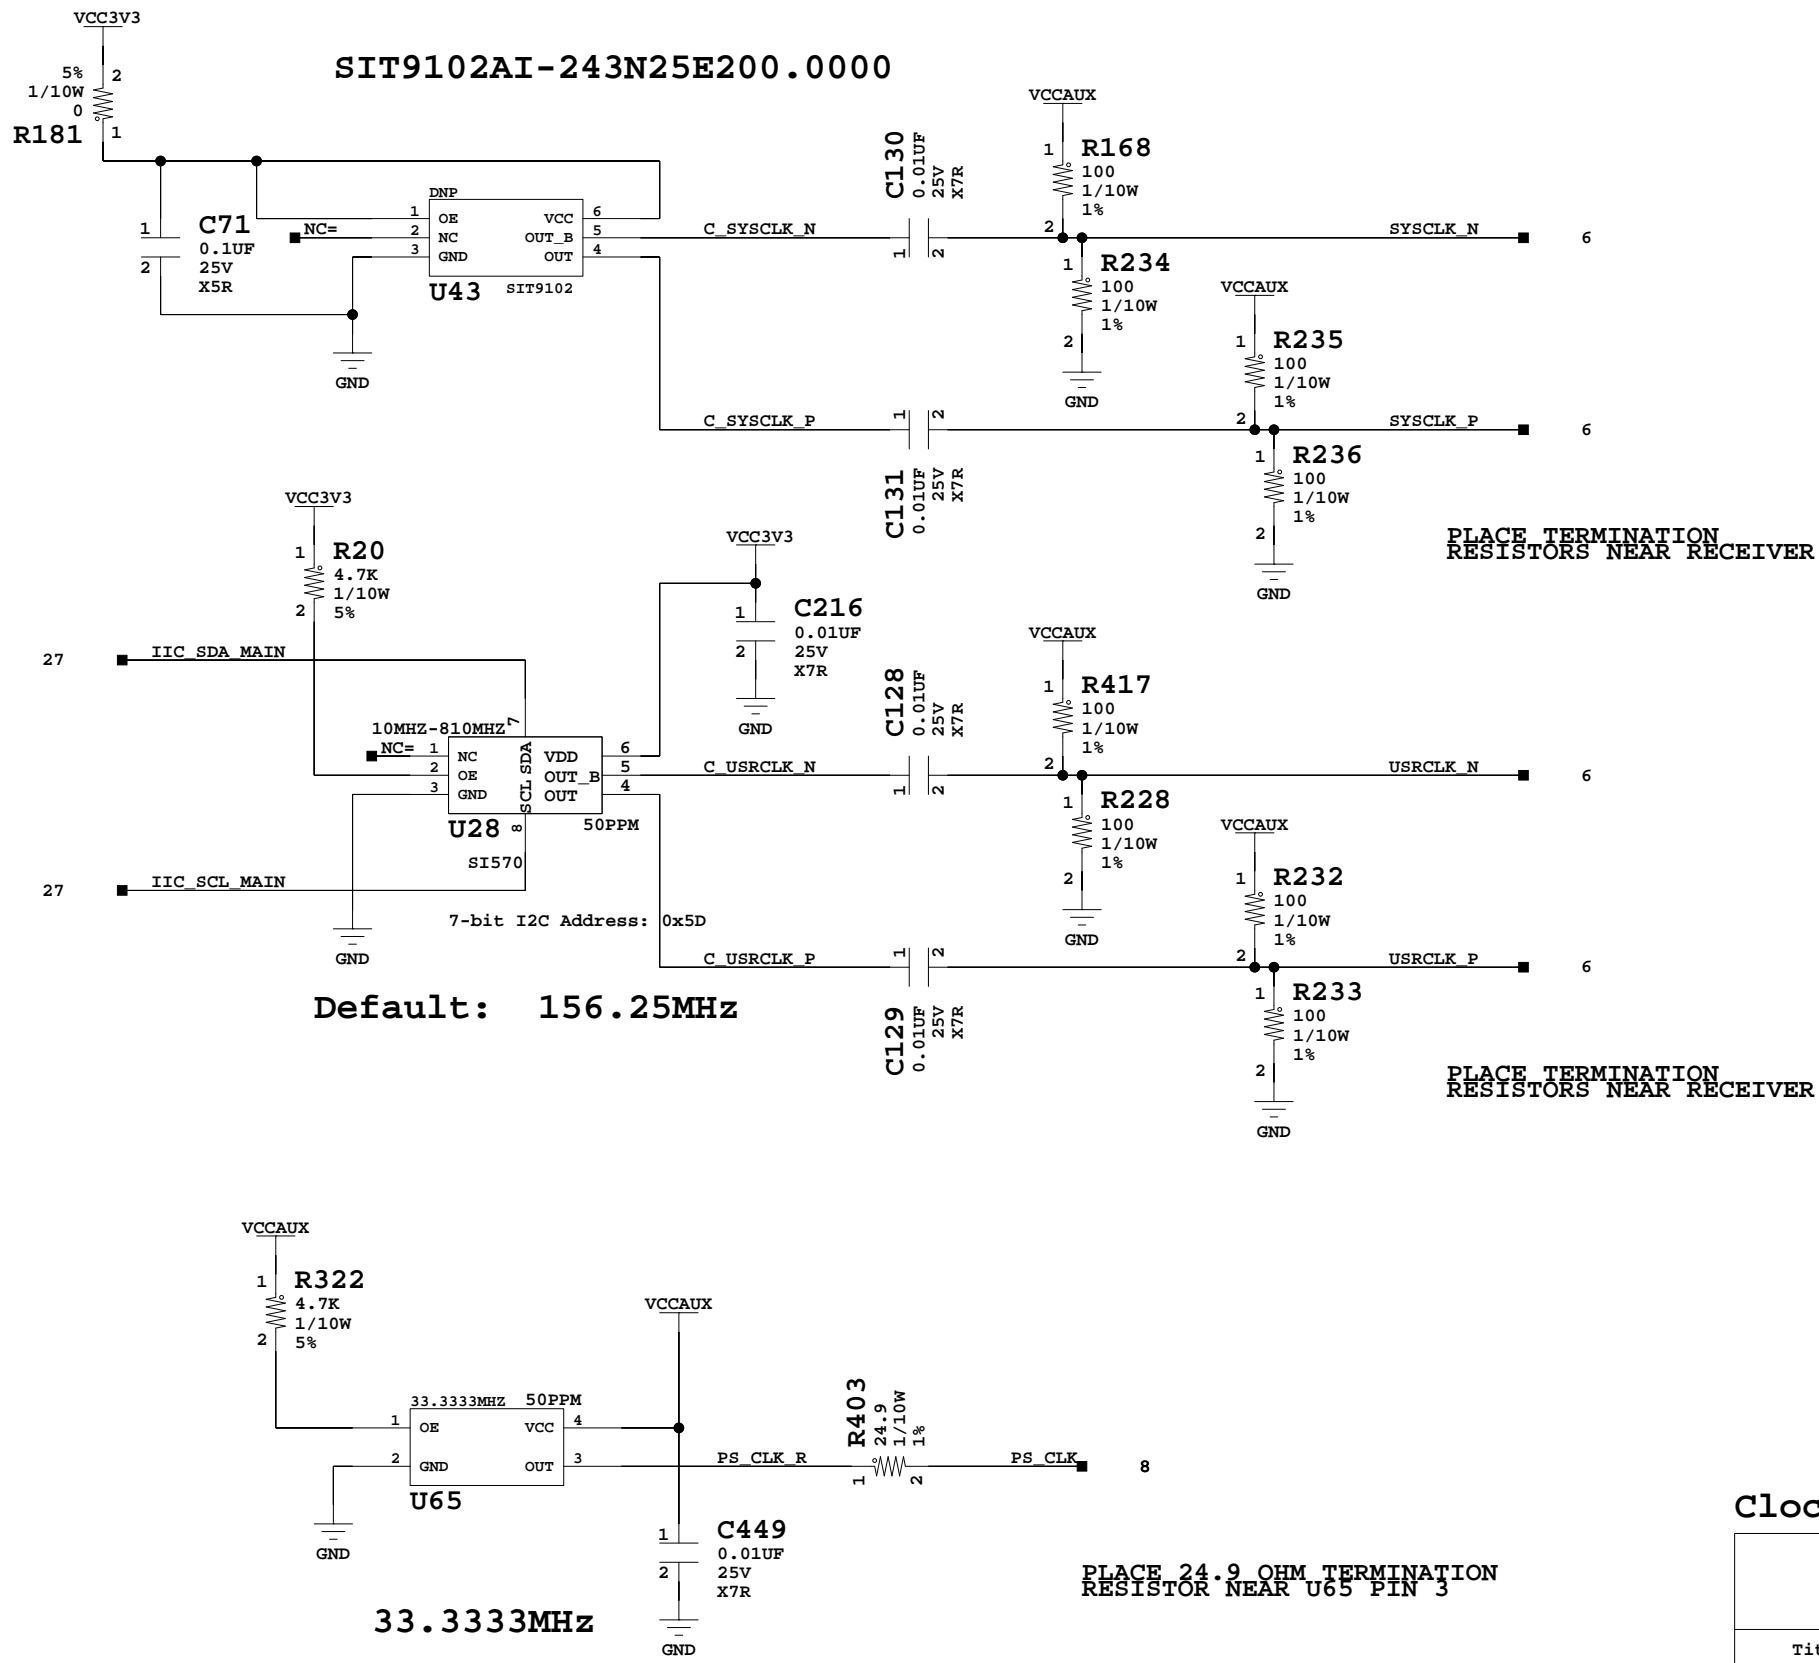 VCC3V3
SIT9102AI-243N25E200.0000
5%
1/10W
0
R181
2
1
VCCAUX
C130
0.01UF
25V
X7R
1
2
1
R168
100
1/10W
1%
2
DNP
1
2
3
OE
NC
GND
VCC
OUT_B
OUT
6
5
4
U43
SIT9102
NC=
1
2
C71
0.1UF
25V
X5R
GND
C_SYSCLK_N
SYSCLK_N
6
1
R234
100
1/10W
1%
2
GND
VCCAUX
1
R235
100
1/10W
1%
2
C_SYSCLK_P
1
2
C131
0.01UF
25V
X7R
SYSCLK_P
6
1
R236
100
1/10W
1%
2
GND
PLACE TERMINATION
RESISTORS NEAR RECEIVER
VCC3V3
1
R20
4.7K
1/10W
5%
2
VCC3V3
1
2
C216
0.01UF
25V
X7R
GND
27
IIC_SDA_MAIN
10MHZ-810MHZ
7
NC=
1
2
3
NC
OE
GND
SCL
SDA
VDD
OUT_B
OUT
6
5
4
U28
8
50PPM
SI570
27
IIC_SCL_MAIN
7-bit I2C Address: 0x5D
GND
Default: 156.25MHz
C128
0.01UF
25V
X7R
1
2
C_USRCLK_N
VCCAUX
1
R417
100
1/10W
1%
2
USRCLK_N
6
1
R228
100
1/10W
1%
2
GND
VCCAUX
1
R232
100
1/10W
1%
2
C_USRCLK_P
1
2
C129
0.01UF
25V
X7R
USRCLK_P
6
1
R233
100
1/10W
1%
2
GND
PLACE TERMINATION
RESISTORS NEAR RECEIVER
VCCAUX
1
R322
4.7K
1/10W
5%
2
VCCAUX
33.3333MHZ
50PPM
1
2
OE
GND
VCC
OUT
4
3
U65
GND
PS_CLK_R
R403
24.9
1/10W
1%
1
2
PS_CLK
8
1
2
C449
0.01UF
25V
X7R
GND
33.3333MHz
PLACE 24.9 OHM TERMINATION
RESISTOR NEAR U65 PIN 3
Cloc
Tit